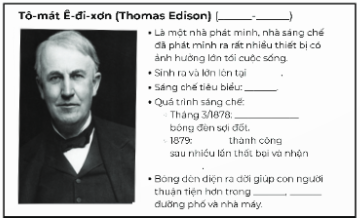 Tô-mát Ê-đi-xơn (Thomas Edison) (______-______)
• Là một nhà phát minh, nhà sáng chế
đã phát minh ra rất nhiều thiết bị có
ảnh hưởng lớn tới cuộc sống.
• Sinh ra và lớn lên tại ______.
• Sáng chế tiêu biểu: ______.
• Quá trình sáng chế:
- Tháng 3/1878: ____________
bóng đèn sợi đốt.
- 1879: ______ thành công
sau nhiều lần thất bại và nhận
______.
• Bóng đèn điện ra đời giúp con người
thuận tiện hơn trong ______, ______
đường phố và nhà máy.